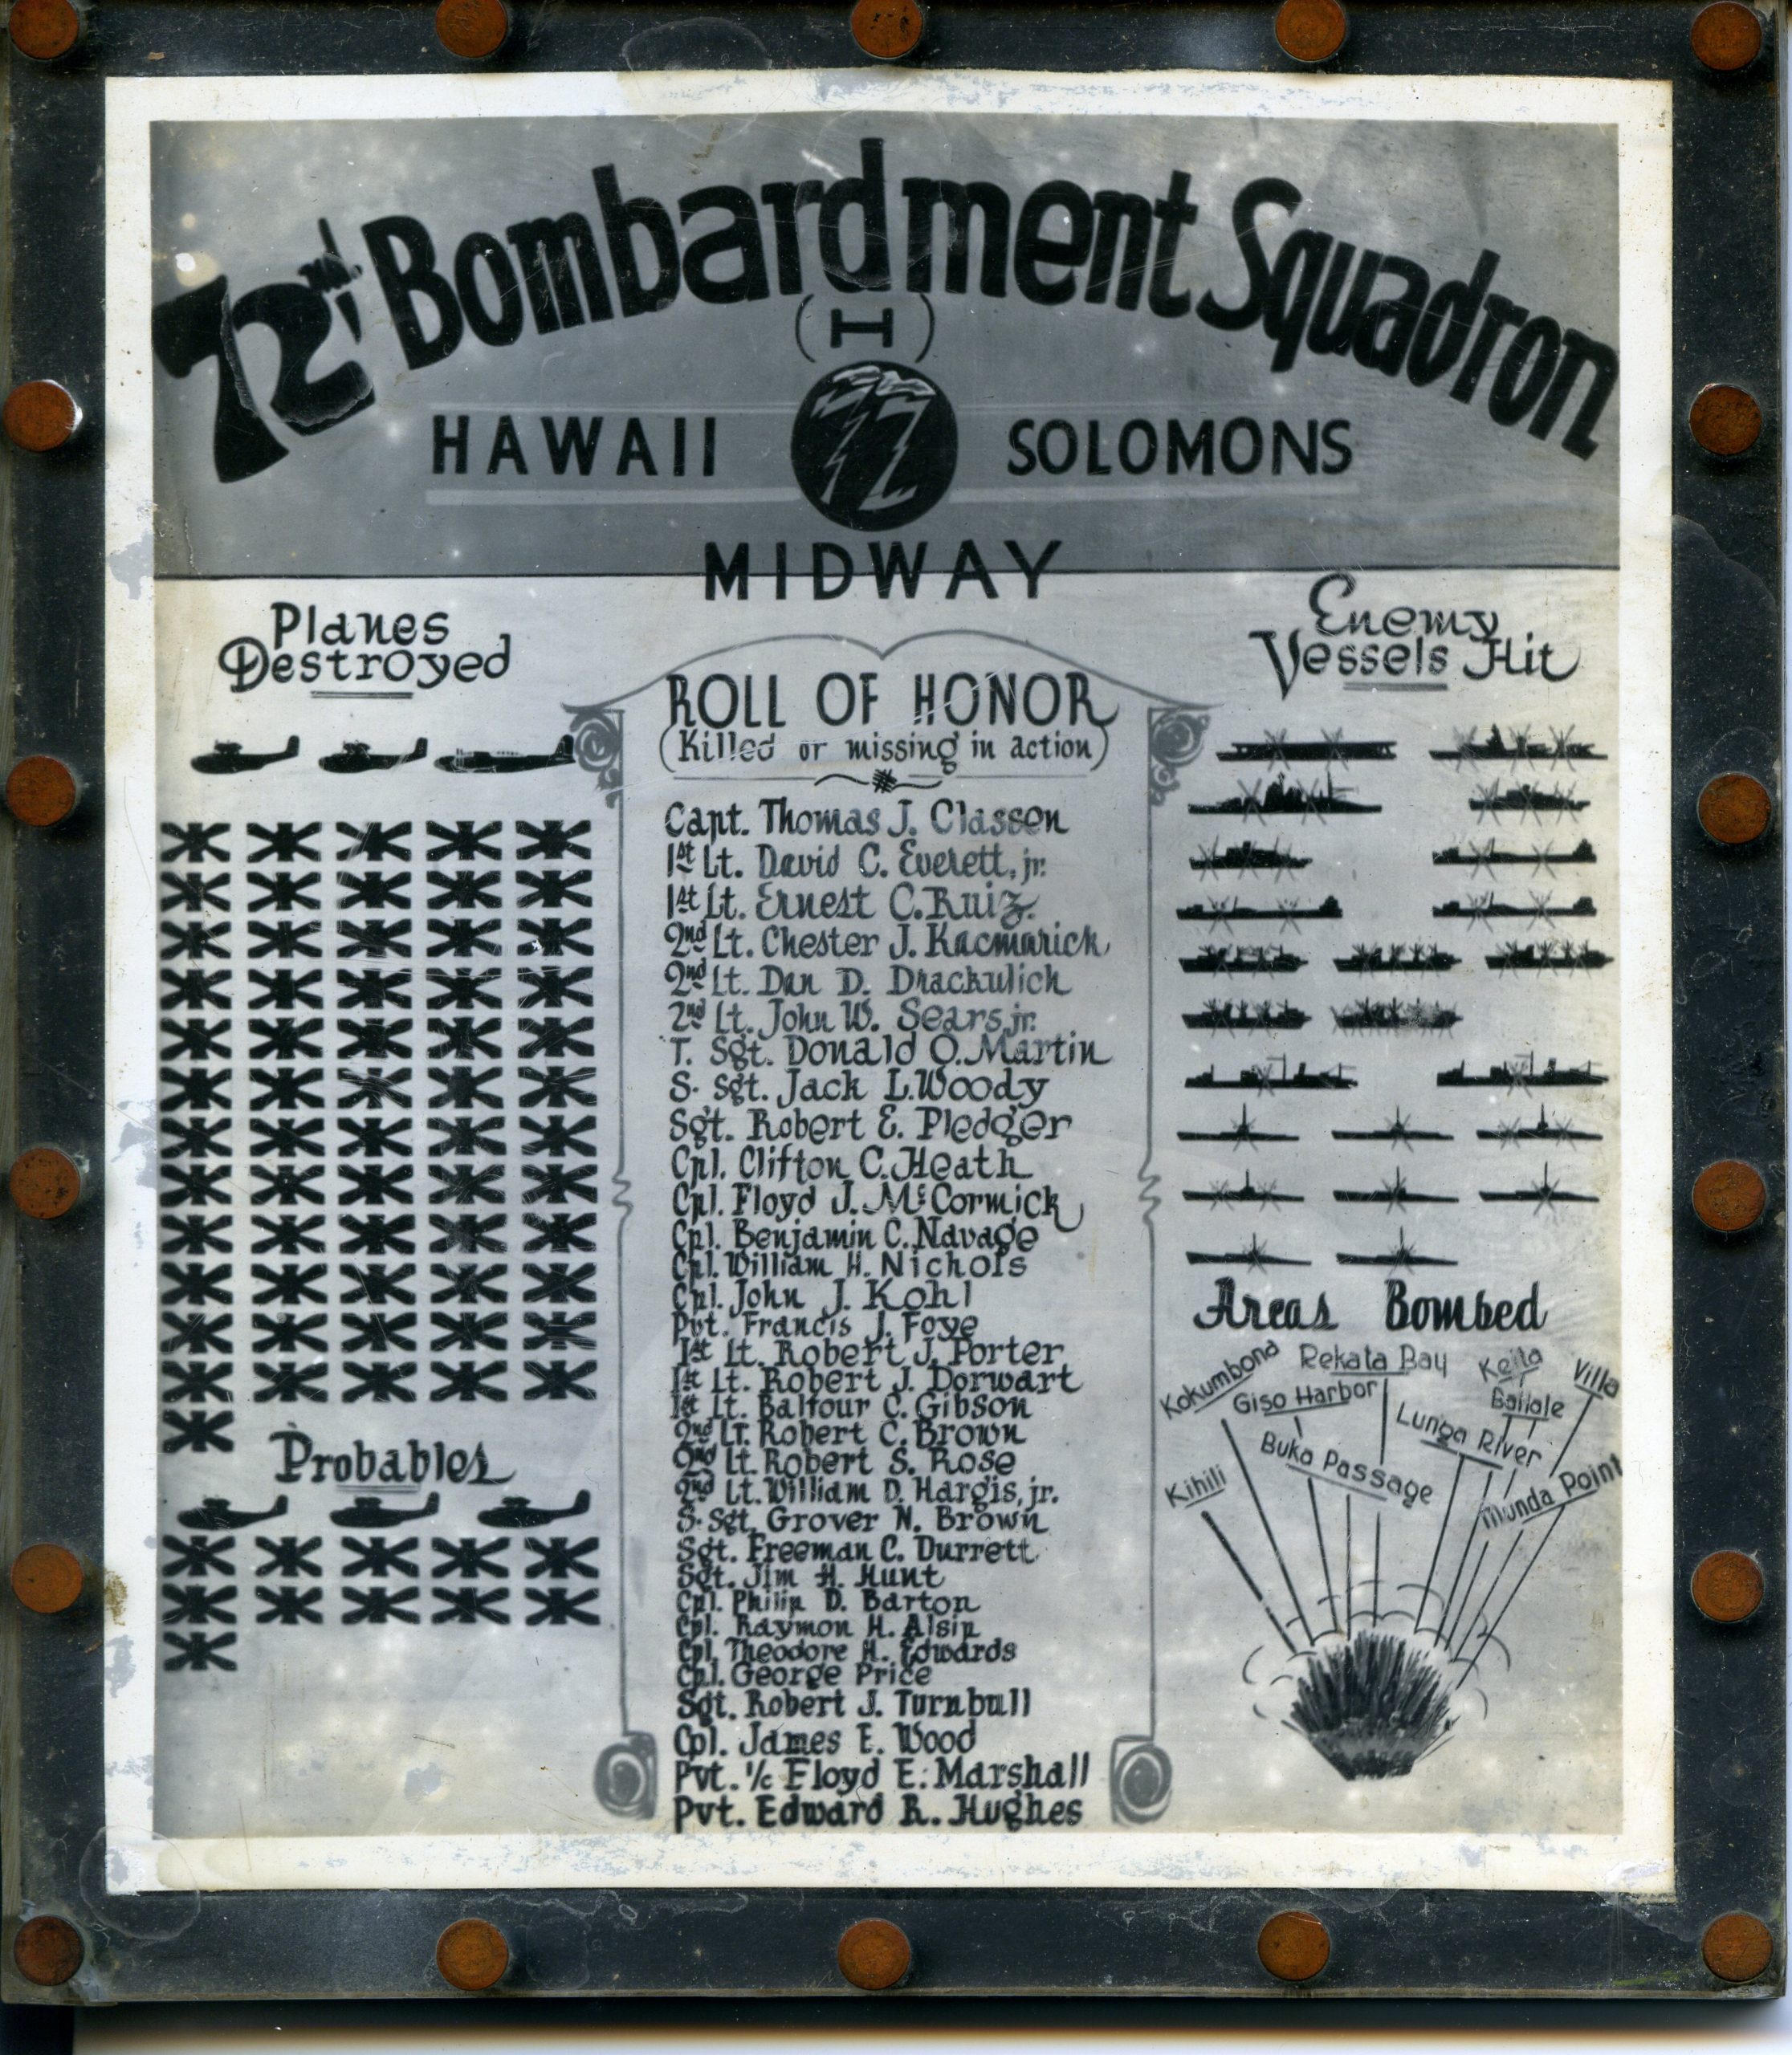 72nd Bombardment Squadron
(H)
72
HAWAII SOLOMONS
MIDWAY
Planes
Destroyed
Probables
ROLL OF HONOR
(Killed or missing in action)
Capt. Thomas J. Classen
1st Lt. David C. Everett, jr.
1st Lt. Ernest C. Ruiz.
2nd Lt. Chester J. Kacmarick
2nd Lt. Dan D. Drackulich
2nd Lt. John W. Sears jr.
T. Sgt. Donald O. Martin
S. Sgt. Jack L. Woody
Sgt. Robert E. Pledger
Cpl. Clifton C. Heath
Cpl. Floyd J. McCormick
Cpl. Benjamin C. Navage
Cpl. William H. Nichols
Cpl. John J. Kohl
Pvt. Francis J. Foye
1st Lt. Robert J. Porter
1st Lt. Robert J. Dorwart
1st Lt. Balfour C. Gibson
2nd Lt. Robert C. Brown
2nd Lt. Robert S. Rose
2nd Lt. William D. Hargis, jr.
S. Sgt. Grover N. Brown
Sgt. Freeman C. Durrett
Sgt. Jim H. Hunt
Cpl. Philip D. Barton
Cpl. Raymon H. Alsip
Cpl. Theodore H. Edwards
Cpl. George Price
Sgt. Robert J. Turnbull
Cpl. James E. Wood
Pvt. 1/c Floyd E. Marshall
Pvt. Edward R. Hughes
Enemy
Vessels Hit
Areas Bombed
Kokumbona
Rekata Bay
Villa
Giso Harbor
Ballale
Lunga River
Buka Passage
Kihili
Munda Point